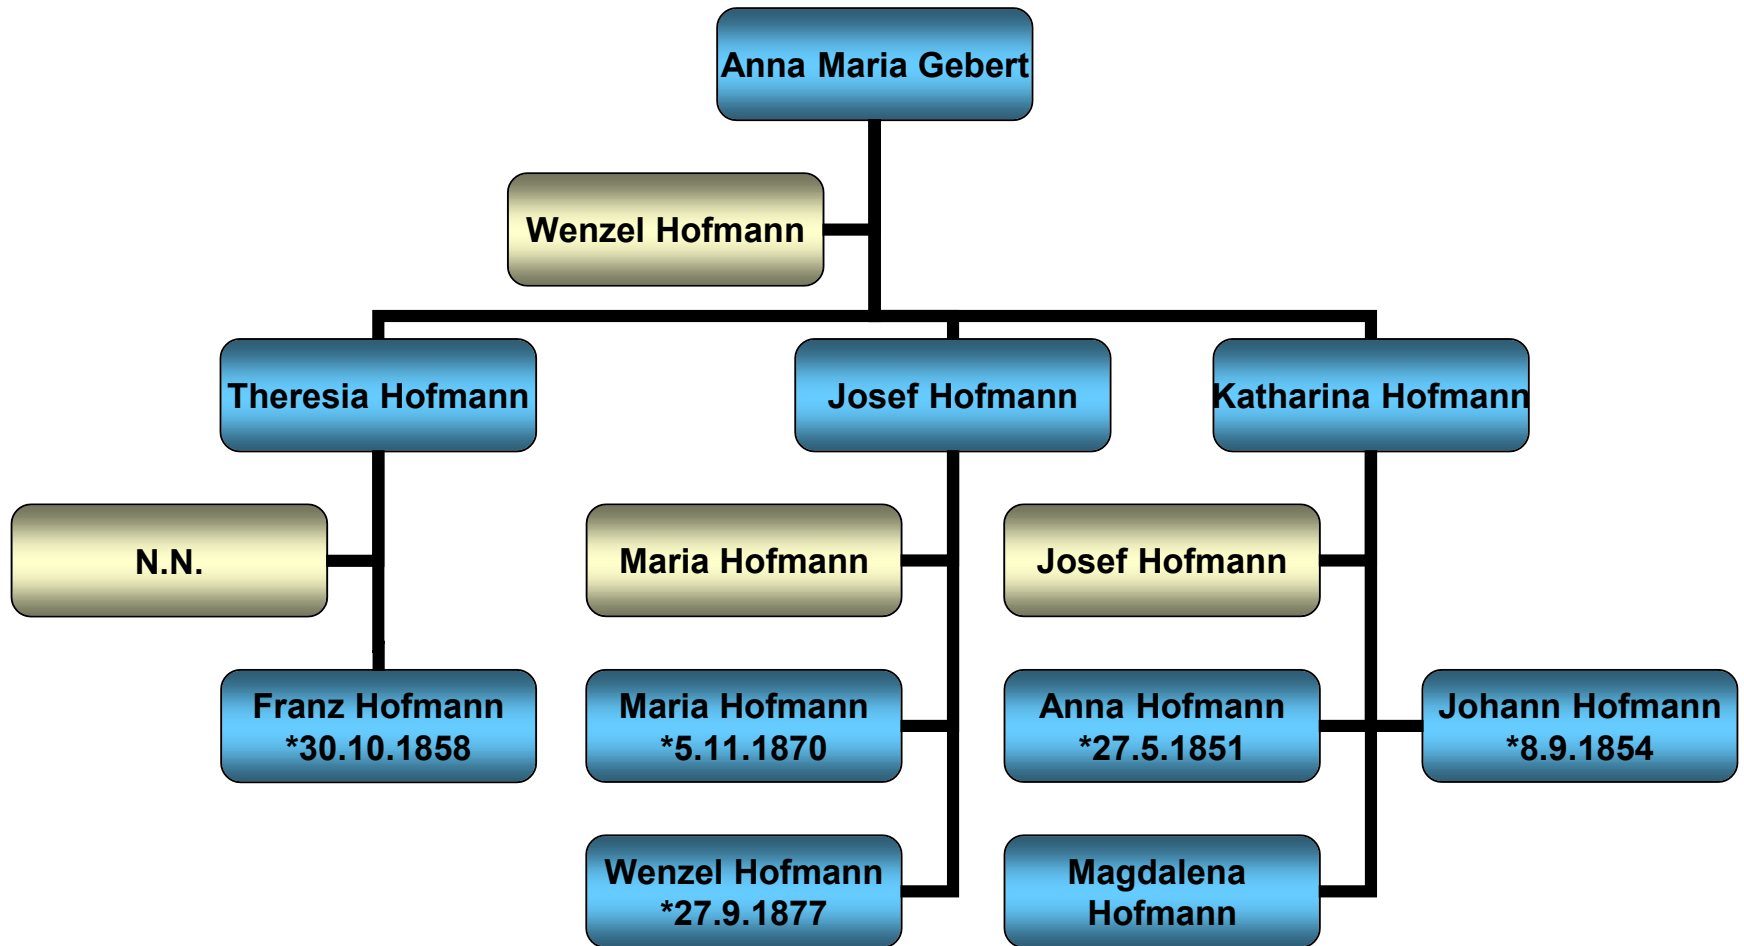 Anna Maria Gebert
Wenzel Hofmann
Theresia Hofmann
Josef Hofmann
Katharina Hofmann
N.N.
Maria Hofmann
Josef Hofmann
Franz Hofmann
*30.10.1858
Maria Hofmann
*5.11.1870
Anna Hofmann
*27.5.1851
Johann Hofmann
*8.9.1854
Wenzel Hofmann
*27.9.1877
Magdalena
Hofmann